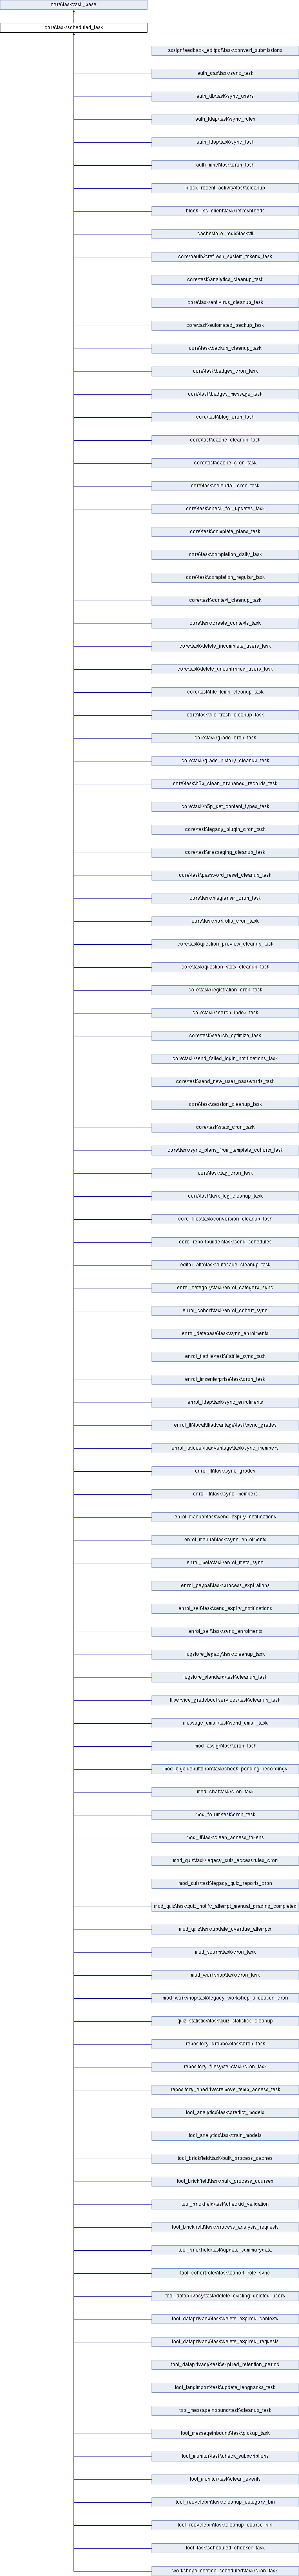 core\task\task_base
core\task\scheduled_task
assignfeedback_editpdf\task\convert_submissions
auth_cas\task\sync_task
auth_db\task\sync_users
auth_ldap\task\sync_roles
auth_ldap\task\sync_task
auth_mnet\task\cron_task
block_recent_activity\task\cleanup
block_rss_client\task\refreshfeeds
cachestore_redis\task\ttl
core\oauth2\refresh_system_tokens_task
core\task\analytics_cleanup_task
core\task\antivirus_cleanup_task
core\task\automated_backup_task
core\task\backup_cleanup_task
core\task\badges_cron_task
core\task\badges_message_task
core\task\blog_cron_task
core\task\cache_cleanup_task
core\task\cache_cron_task
core\task\calendar_cron_task
core\task\check_for_updates_task
core\task\complete_plans_task
core\task\completion_daily_task
core\task\completion_regular_task
core\task\context_cleanup_task
core\task\create_contexts_task
core\task\delete_incomplete_users_task
core\task\delete_unconfirmed_users_task
core\task\file_temp_cleanup_task
core\task\file_trash_cleanup_task
core\task\grade_cron_task
core\task\grade_history_cleanup_task
core\task\h5p_clean_orphaned_records_task
core\task\h5p_get_content_types_task
core\task\legacy_plugin_cron_task
core\task\messaging_cleanup_task
core\task\password_reset_cleanup_task
core\task\plagiarism_cron_task
core\task\portfolio_cron_task
core\task\question_preview_cleanup_task
core\task\question_stats_cleanup_task
core\task\registration_cron_task
core\task\search_index_task
core\task\search_optimize_task
core\task\send_failed_login_notifications_task
core\task\send_new_user_passwords_task
core\task\session_cleanup_task
core\task\stats_cron_task
core\task\sync_plans_from_template_cohorts_task
core\task\tag_cron_task
core\task\task_log_cleanup_task
core_files\task\conversion_cleanup_task
core_reportbuilder\task\send_schedules
editor_atto\task\autosave_cleanup_task
enrol_category\task\enrol_category_sync
enrol_cohort\task\enrol_cohort_sync
enrol_database\task\sync_enrolments
enrol_flatfile\task\flatfile_sync_task
enrol_imsenterprise\task\cron_task
enrol_ldap\task\sync_enrolments
enrol_lti\local\ltiadvantage\task\sync_grades
enrol_lti\local\ltiadvantage\task\sync_members
enrol_lti\task\sync_grades
enrol_lti\task\sync_members
enrol_manual\task\send_expiry_notifications
enrol_manual\task\sync_enrolments
enrol_meta\task\enrol_meta_sync
enrol_paypal\task\process_expirations
enrol_self\task\send_expiry_notifications
enrol_self\task\sync_enrolments
logstore_legacy\task\cleanup_task
logstore_standard\task\cleanup_task
ltiservice_gradebookservices\task\cleanup_task
message_email\task\send_email_task
mod_assign\task\cron_task
mod_bigbluebuttonbn\task\check_pending_recordings
mod_chat\task\cron_task
mod_forum\task\cron_task
mod_lti\task\clean_access_tokens
mod_quiz\task\legacy_quiz_accessrules_cron
mod_quiz\task\legacy_quiz_reports_cron
mod_quiz\task\quiz_notify_attempt_manual_grading_completed
mod_quiz\task\update_overdue_attempts
mod_scorm\task\cron_task
mod_workshop\task\cron_task
mod_workshop\task\legacy_workshop_allocation_cron
quiz_statistics\task\quiz_statistics_cleanup
repository_dropbox\task\cron_task
repository_filesystem\task\cron_task
repository_onedrive\remove_temp_access_task
tool_analytics\task\predict_models
tool_analytics\task\train_models
tool_brickfield\task\bulk_process_caches
tool_brickfield\task\bulk_process_courses
tool_brickfield\task\checkid_validation
tool_brickfield\task\process_analysis_requests
tool_brickfield\task\update_summarydata
tool_cohortroles\task\cohort_role_sync
tool_dataprivacy\task\delete_existing_deleted_users
tool_dataprivacy\task\delete_expired_contexts
tool_dataprivacy\task\delete_expired_requests
tool_dataprivacy\task\expired_retention_period
tool_langimport\task\update_langpacks_task
tool_messageinbound\task\cleanup_task
tool_messageinbound\task\pickup_task
tool_monitor\task\check_subscriptions
tool_monitor\task\clean_events
tool_recyclebin\task\cleanup_category_bin
tool_recyclebin\task\cleanup_course_bin
tool_task\scheduled_checker_task
workshopallocation_scheduled\task\cron_task